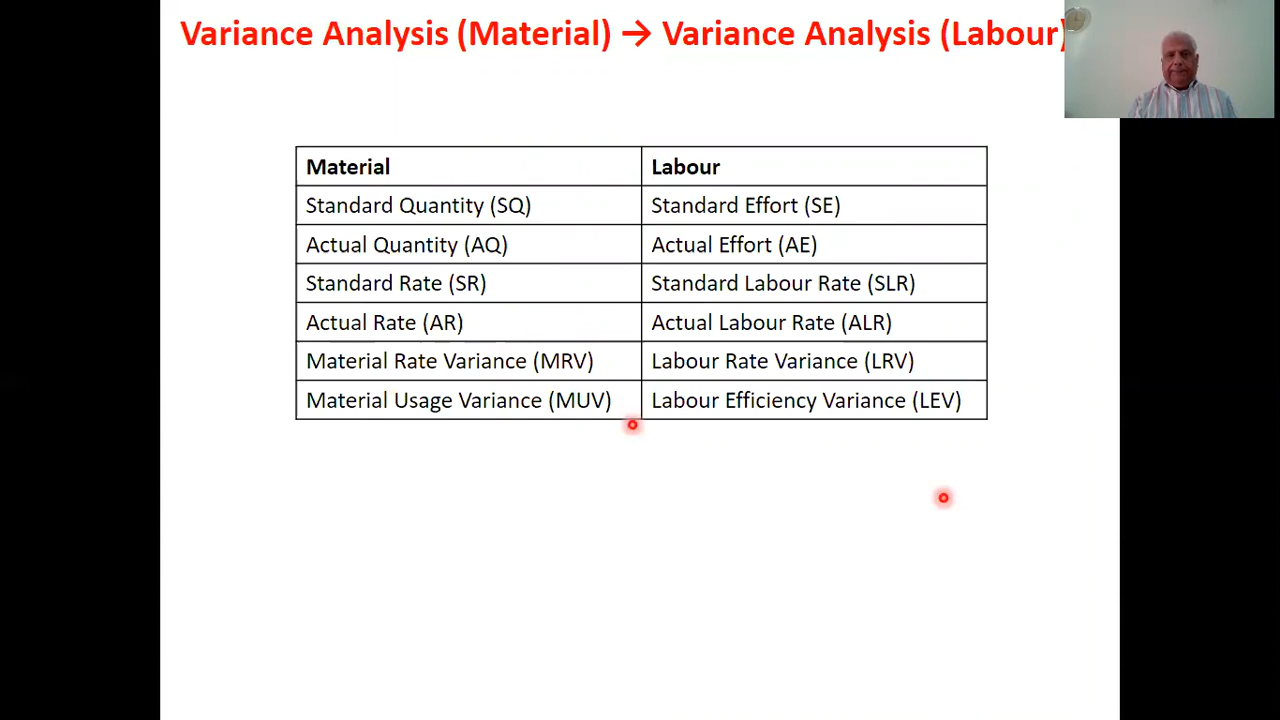 Variance Analysis (Material) → Variance Analysis (Labour)
Material Labour
Standard Quantity (SQ) Standard Effort (SE)
Actual Quantity (AQ) Actual Effort (AE)
Standard Rate (SR) Standard Labour Rate (SLR)
Actual Rate (AR) Actual Labour Rate (ALR)
Material Rate Variance (MRV) Labour Rate Variance (LRV)
Material Usage Variance (MUV) Labour Efficiency Variance (LEV)